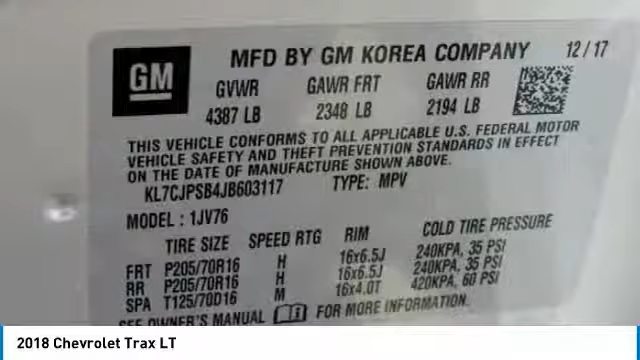 GM MFD BY GM KOREA COMPANY 12/17
GVWR GAWR FRT GAWR RR
4387 LB 2348 LB 2194 LB
THIS VEHICLE CONFORMS TO ALL APPLICABLE U.S. FEDERAL MOTOR
VEHICLE SAFETY AND THEFT PREVENTION STANDARDS IN EFFECT
ON THE DATE OF MANUFACTURE SHOWN ABOVE.
KL7CJPSB4JB603117 TYPE: MPV
MODEL : 1JV76
TIRE SIZE SPEED RTG RIM COLD TIRE PRESSURE
FRT P205/70R16 H 16x6.5J 240KPA, 35 PSI
RR P205/70R16 H 16x6.5J 240KPA, 35 PSI
SPA T125/70D16 M 16x4.0T 420KPA, 60 PSI
SEE OWNER'S MANUAL FOR MORE INFORMATION.
2018 Chevrolet Trax LT